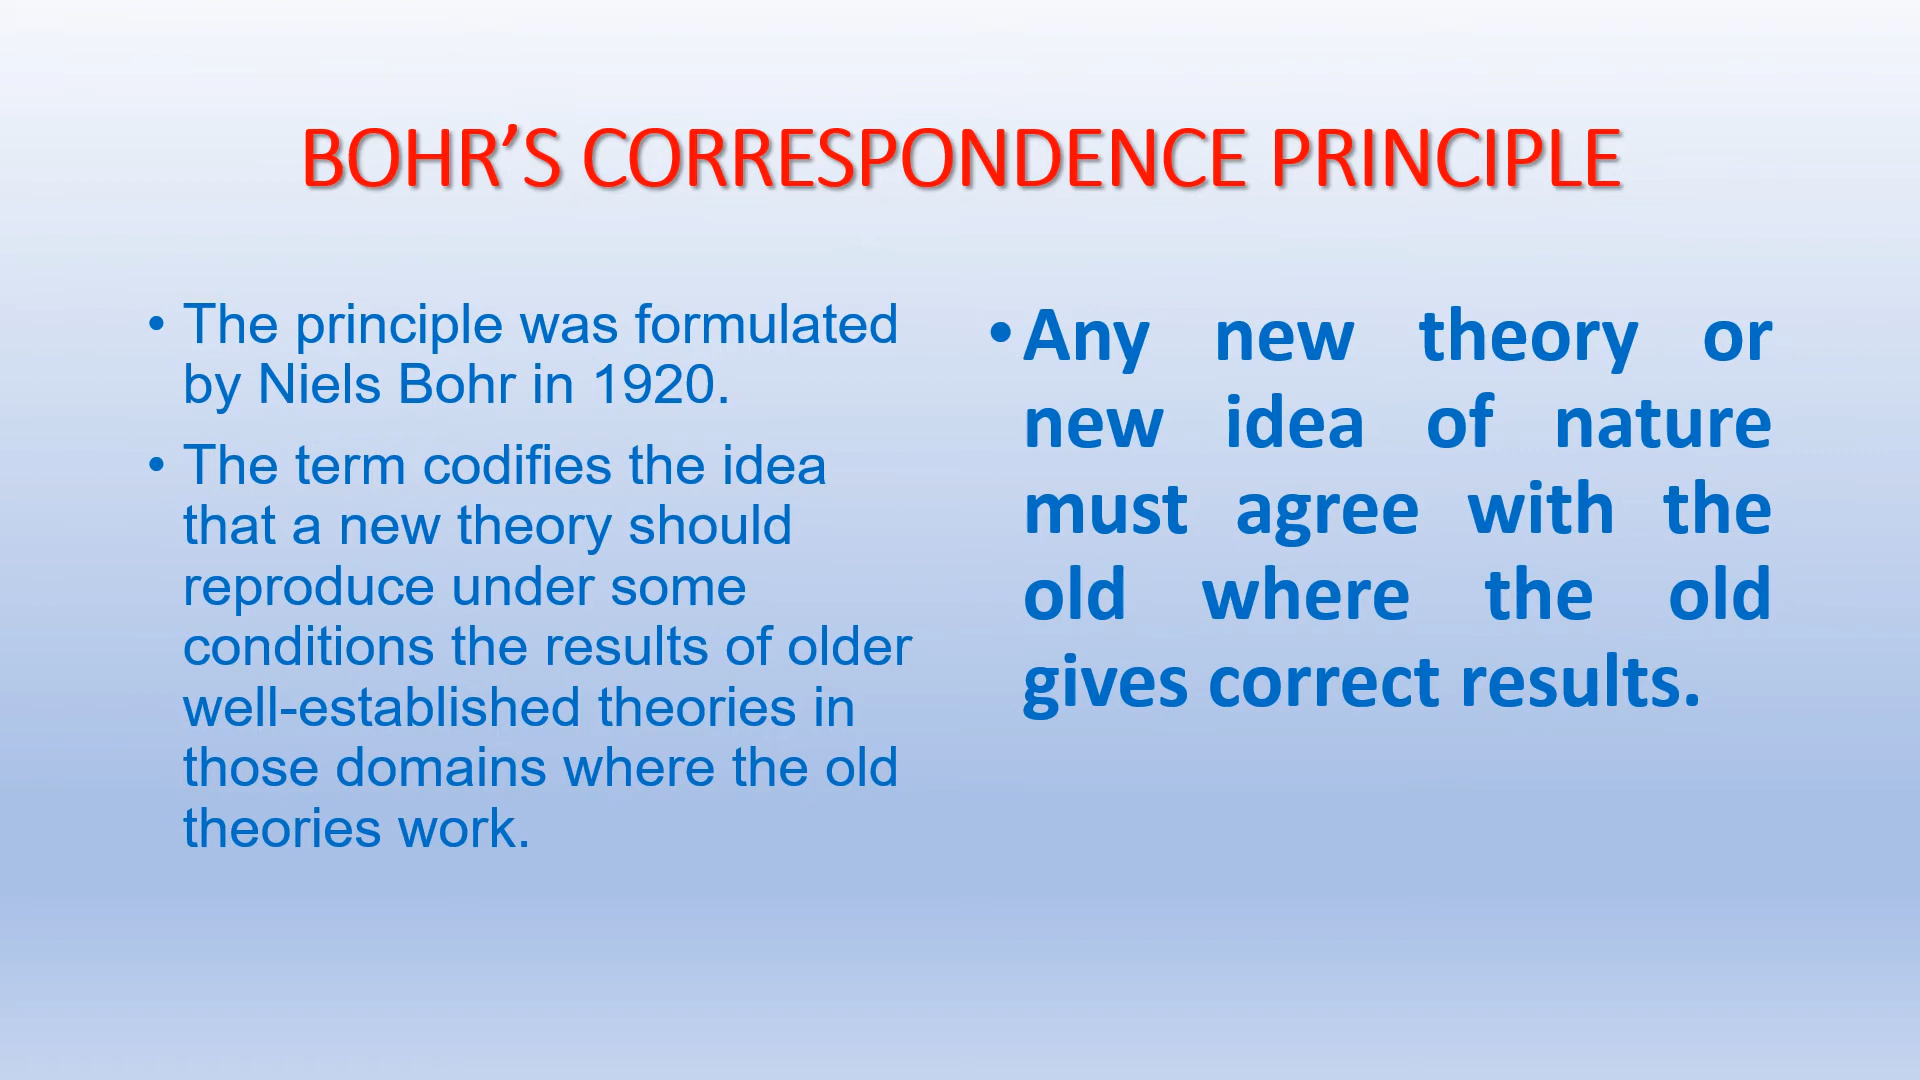 BOHR’S CORRESPONDENCE PRINCIPLE
• The principle was formulated
by Niels Bohr in 1920.
• The term codifies the idea
that a new theory should
reproduce under some
conditions the results of older
well-established theories in
those domains where the old
theories work.
• Any new theory or
new idea of nature
must agree with the
old where the old
gives correct results.